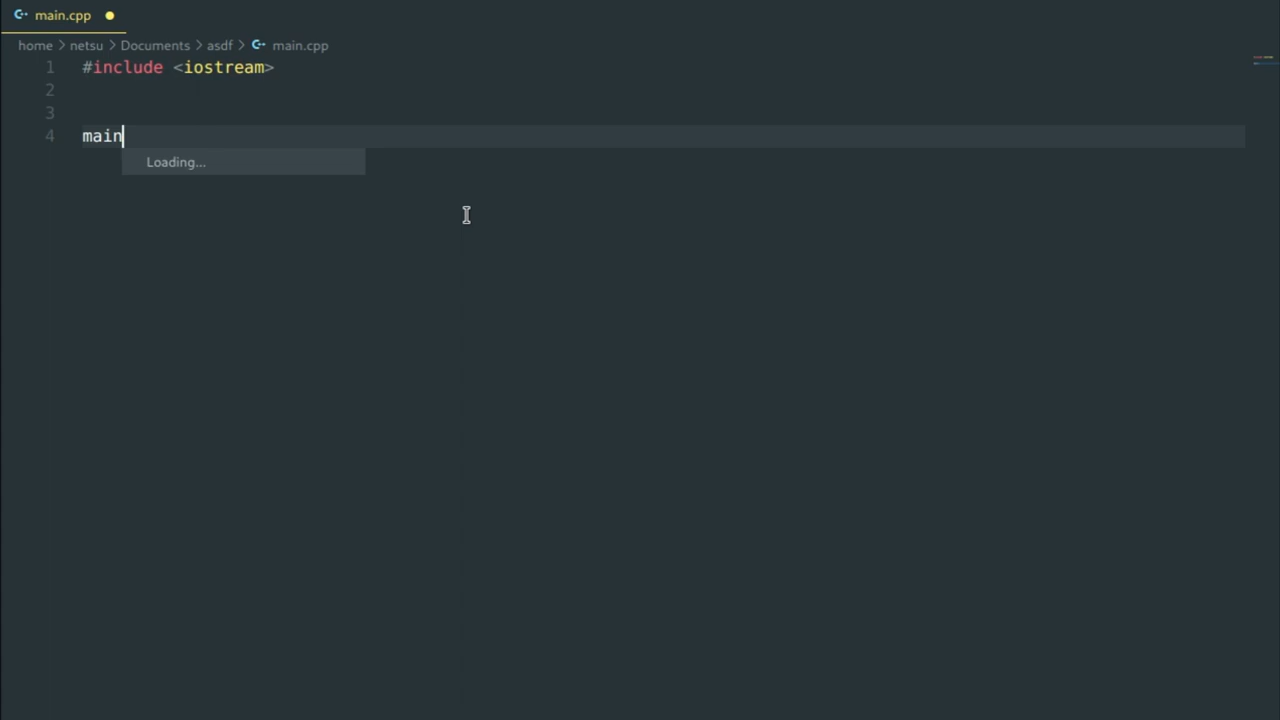 main.cpp
home > netsu > Documents > asdf > main.cpp
1 #include <iostream>
2
3
4 main
Loading...